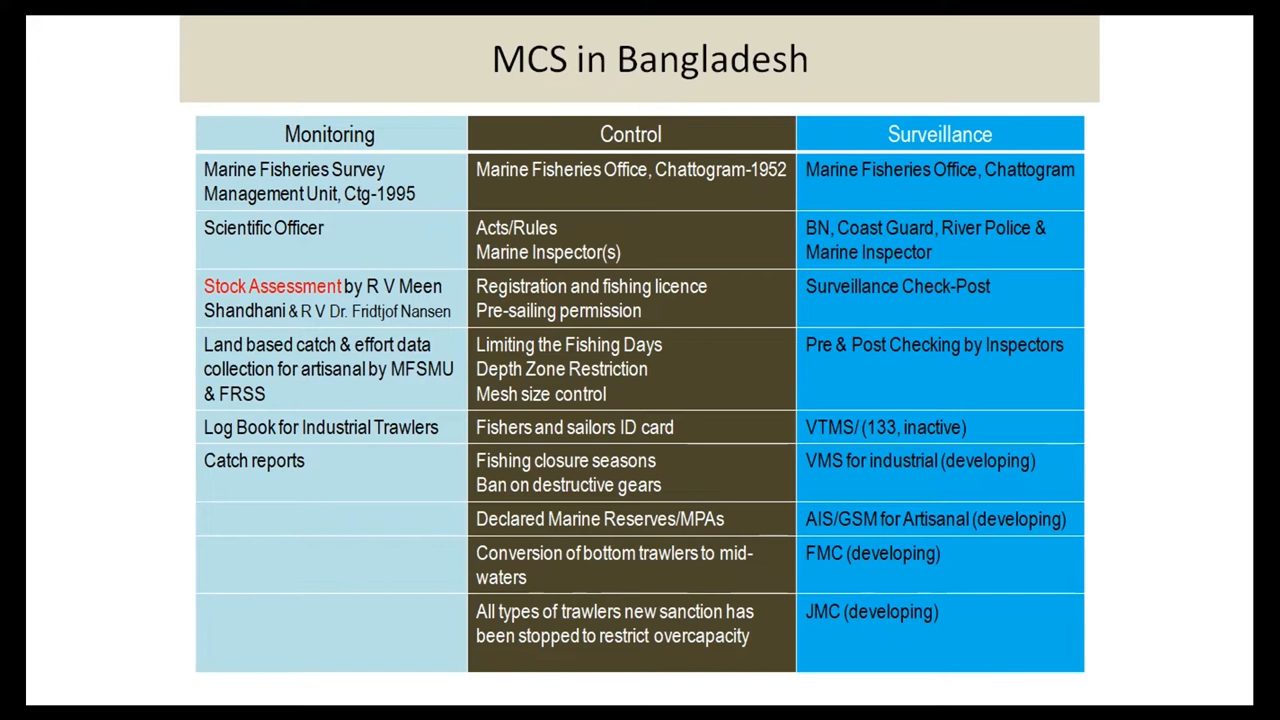 MCS in Bangladesh
Monitoring
Control
Surveillance
Marine Fisheries Survey
Management Unit, Ctg-1995
Marine Fisheries Office, Chattogram-1952
Marine Fisheries Office, Chattogram
Scientific Officer
Acts/Rules
Marine Inspector(s)
BN, Coast Guard, River Police &
Marine Inspector
Stock Assessment by R V Meen
Shandhani & R V Dr. Fridtjof Nansen
Registration and fishing licence
Pre-sailing permission
Surveillance Check-Post
Land based catch & effort data
collection for artisanal by MFSMU
& FRSS
Limiting the Fishing Days
Depth Zone Restriction
Mesh size control
Pre & Post Checking by Inspectors
Log Book for Industrial Trawlers
Fishers and sailors ID card
VTMS/ (133, inactive)
Catch reports
Fishing closure seasons
Ban on destructive gears
VMS for industrial (developing)
Declared Marine Reserves/MPAs
AIS/GSM for Artisanal (developing)
Conversion of bottom trawlers to mid-
waters
FMC (developing)
All types of trawlers new sanction has
been stopped to restrict overcapacity
JMC (developing)